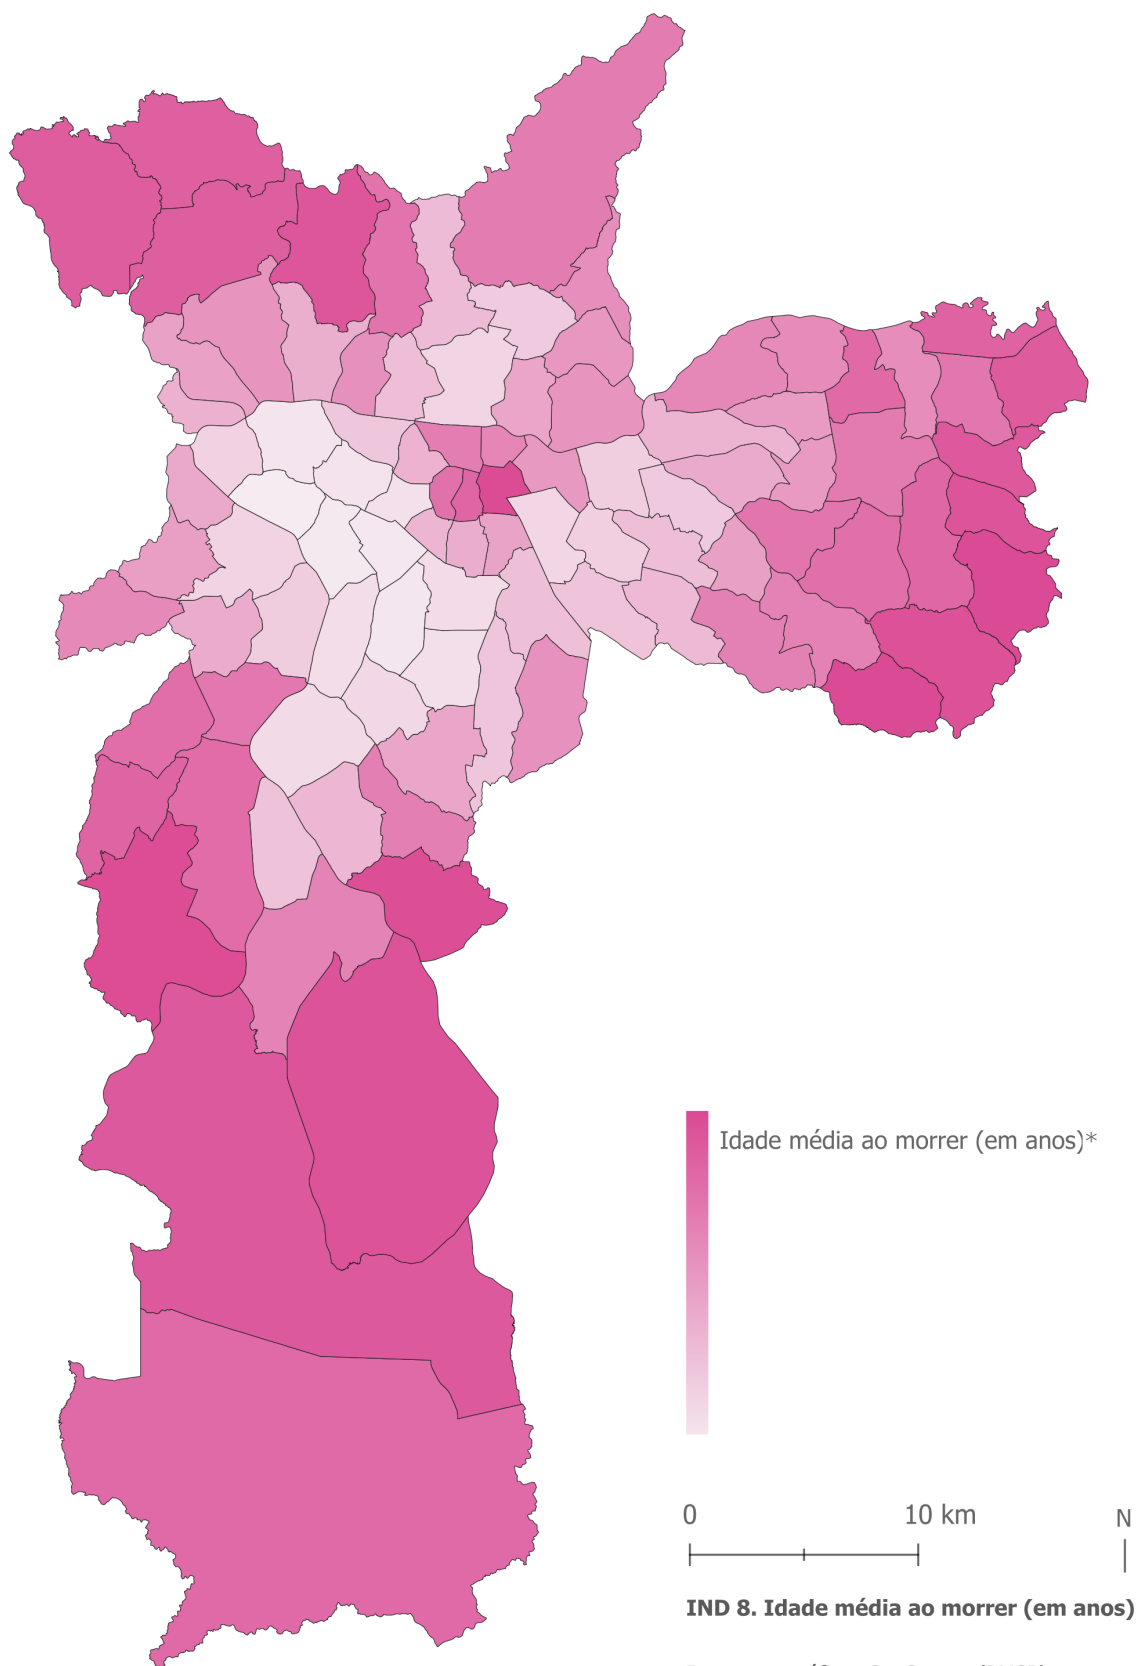 Idade média ao morrer (em anos)*
0 10 km N
IND 8. Idade média ao morrer (em anos)